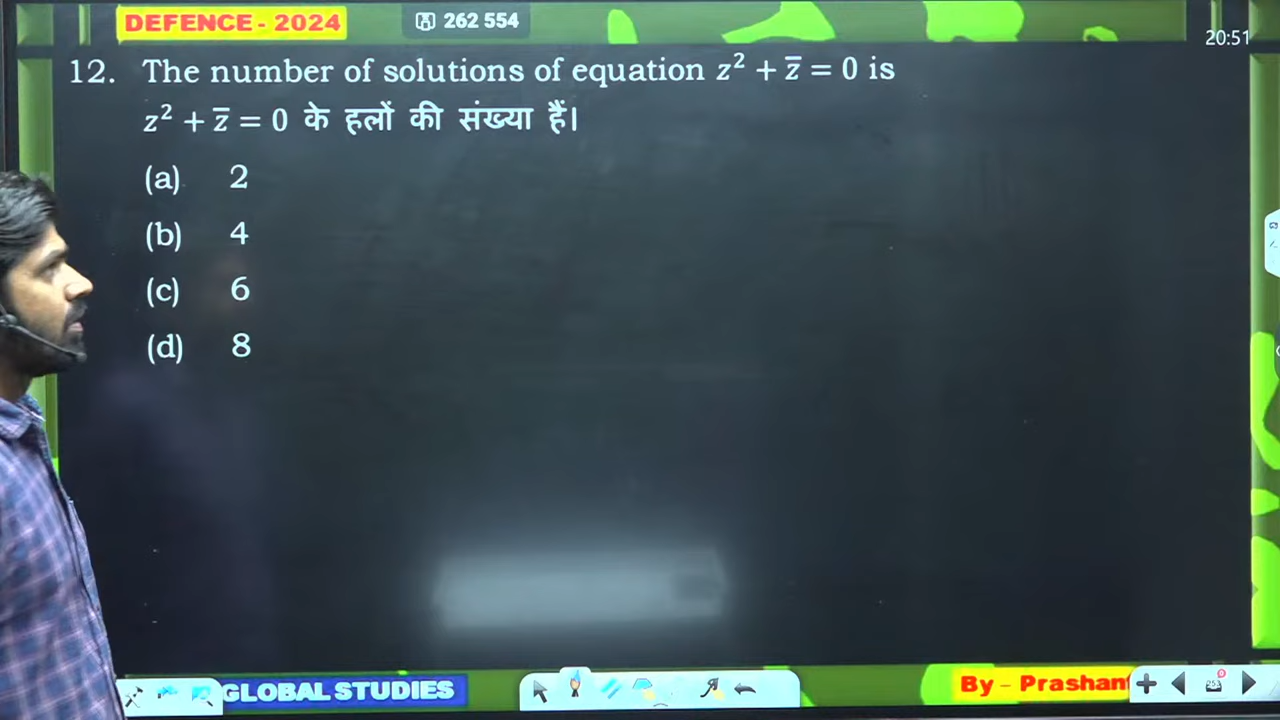 DEFENCE - 2024
262 554
20:51
12. The number of solutions of equation z² + z̅ = 0 is
z² + z̅ = 0 के हलों की संख्या हैं।
(a) 2
(b) 4
(c) 6
(d) 8
GLOBAL STUDIES
By – Prashant